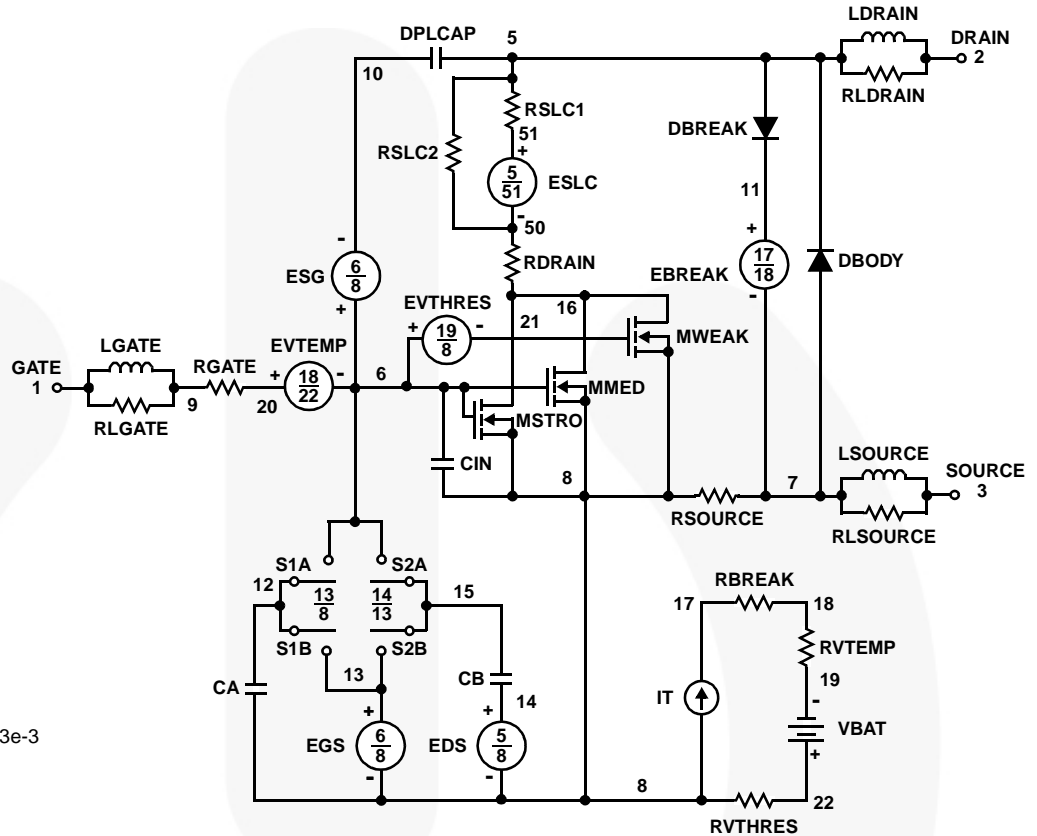 LDRAIN
DPLCAP 5 DRAIN
2
10
RLDRAIN
RSLC1
DBREAK
51
RSLC2 +
5
51
ESLC
11
-
50
-
+
17
18
6
8
RDRAIN
EBREAK
DBODY
ESG
-
EVTHRES
16
+
21
+ 19
8
-
MWEAK
LGATE
EVTEMP
GATE
1
RGATE
+ 18
22
-
6
MMED
9
20
MSTRO
RLGATE
LSOURCE
CIN
8
7
SOURCE
3
RSOURCE
RLSOURCE
S1A
S2A
12
13
8
14
13
15
RBREAK
17
18
S1B
S2B
RVTEMP
13
CB
19
CA
14
IT
-
+
+
VBAT
3e-3
EGS
6
8
EDS
5
8
+
-
-
8
22
RVTHRES